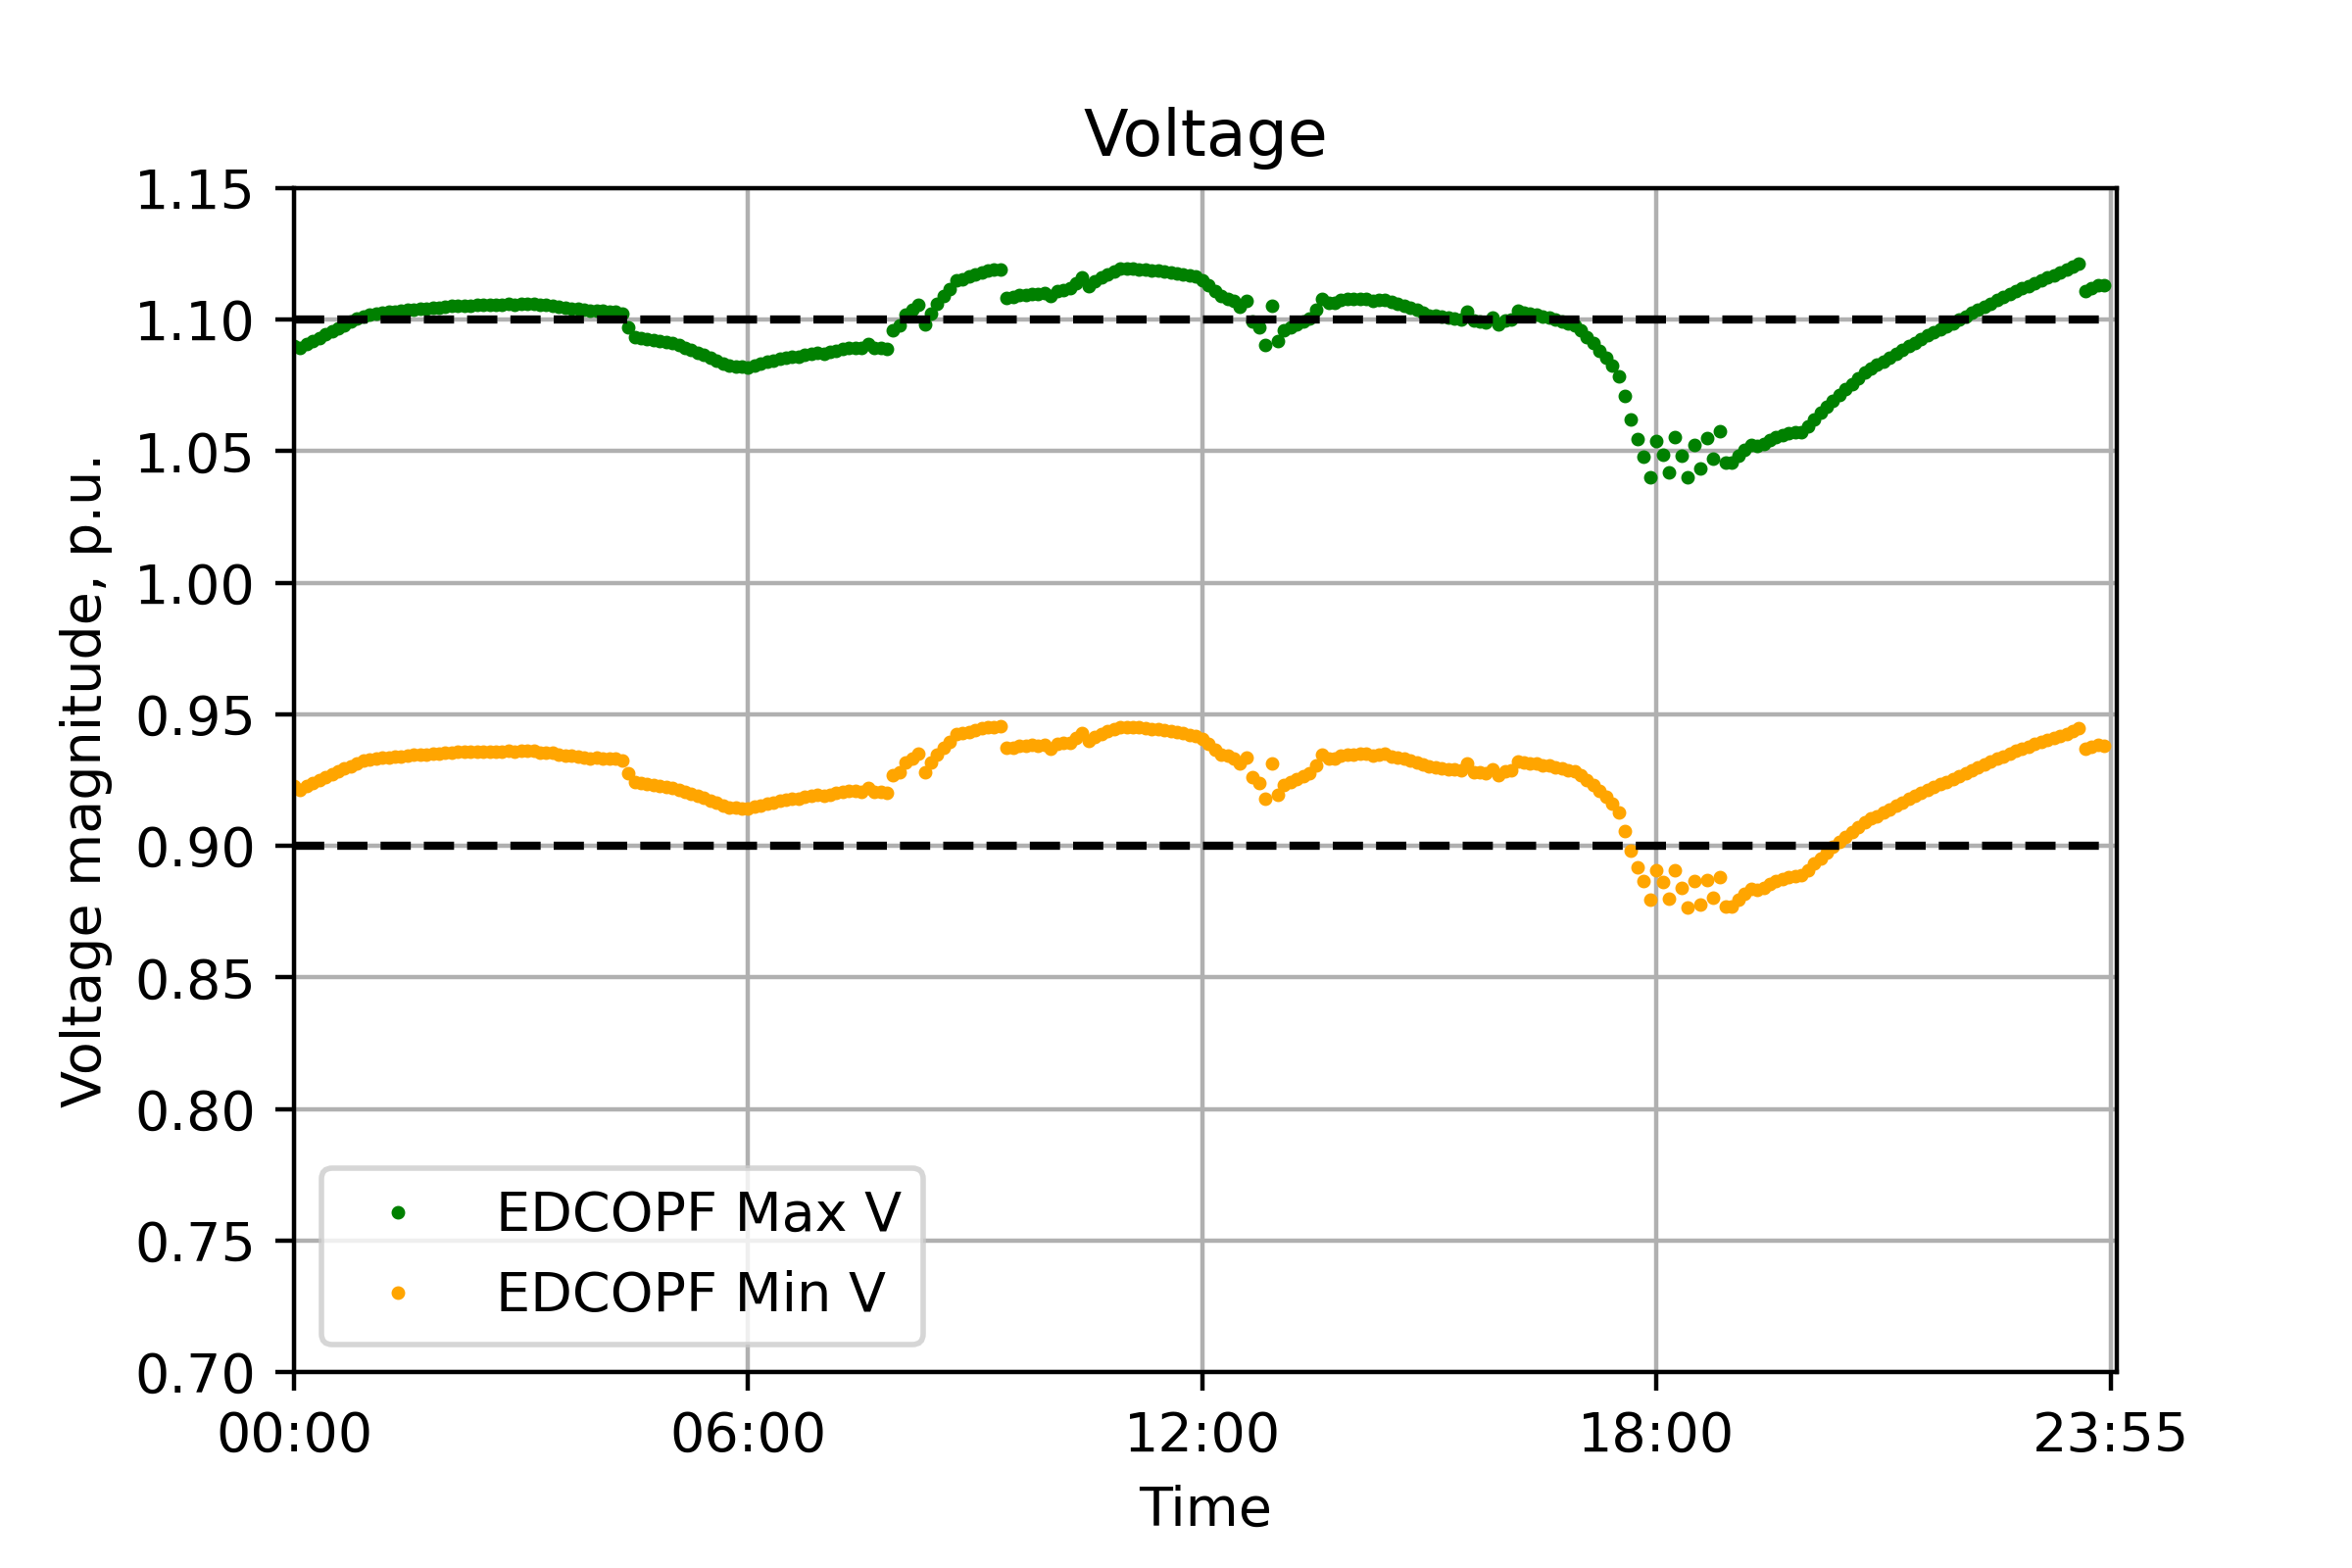 Voltage
1.15
1.10
1.05
1.00
0.95
0.90
0.85
0.80
0.75
0.70
Voltage magnitude, p.u.
EDCOPF Max V
EDCOPF Min V
00:00 06:00 12:00 18:00 23:55
Time